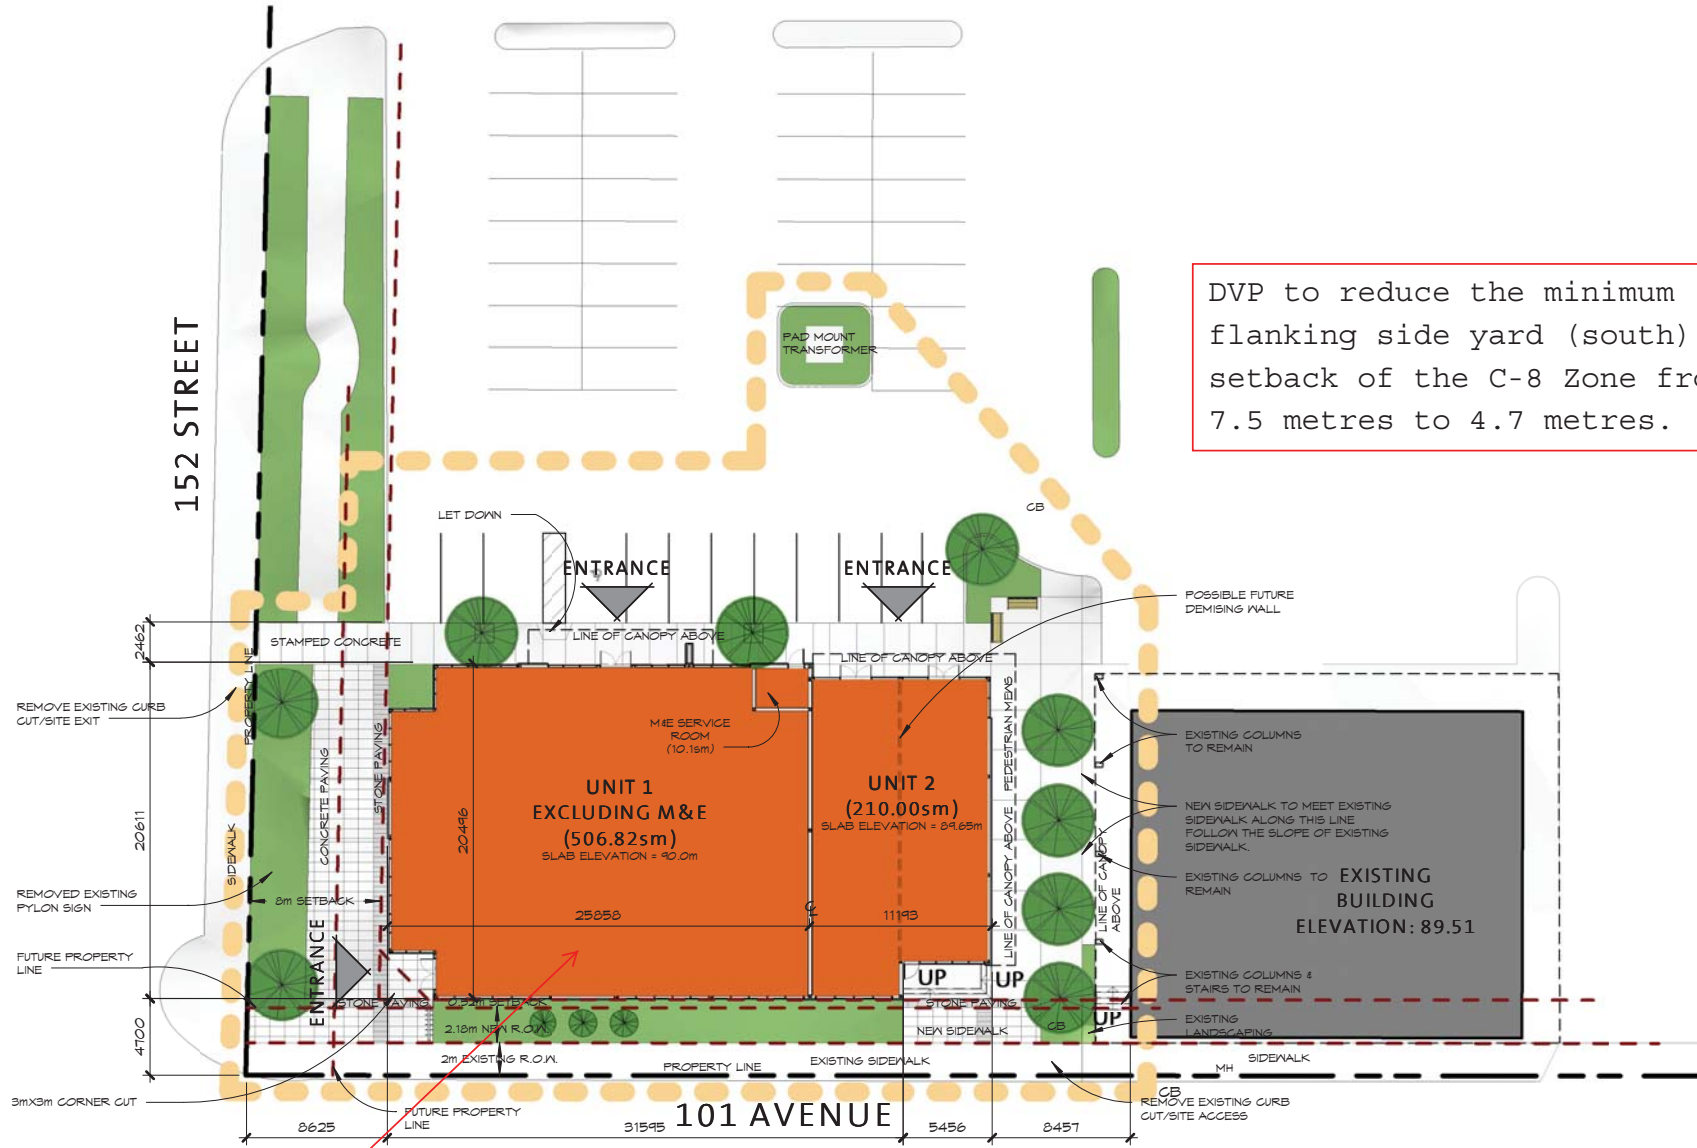 152 STREET
PAD MOUNT
TRANSFORMER
DVP to reduce the minimum
flanking side yard (south)
setback of the C-8 Zone fro
7.5 metres to 4.7 metres.
LET DOWN
CB
ENTRANCE
ENTRANCE
POSSIBLE FUTURE
DEMISING WALL
2462
STAMPED CONCRETE
LINE OF CANOPY ABOVE
LINE OF CANOPY ABOVE
PROPERTY LINE
REMOVE EXISTING CURB
CUT/SITE EXIT
STONE PAVING
CONCRETE PAVING
M&E SERVICE
ROOM
(10.1sm)
PEDESTRIAN MEWS
LINE OF CANOPY ABOVE
EXISTING COLUMNS
TO REMAIN
UNIT 1
EXCLUDING M&E
(506.82sm)
SLAB ELEVATION = 90.0m
UNIT 2
(210.00sm)
SLAB ELEVATION = 89.65m
20611
20496
SIDEWALK
NEW SIDEWALK TO MEET EXISTING
SIDEWALK ALONG THIS LINE
FOLLOW THE SLOPE OF EXISTING
SIDEWALK.
LINE OF CANOPY
ABOVE
EXISTING COLUMNS TO
REMAIN
EXISTING
BUILDING
ELEVATION: 89.51
REMOVED EXISTING
PYLON SIGN
8m SETBACK
25858
11193
FUTURE PROPERTY
LINE
ENTRANCE
UP
UP
UP
EXISTING COLUMNS &
STAIRS TO REMAIN
STONE PAVING
0.52m SETBACK
STONE PAVING
2.18m NEW R.O.W.
NEW SIDEWALK
CB
EXISTING
LANDSCAPING
4700
2m EXISTING R.O.W.
PROPERTY LINE
EXISTING SIDEWALK
SIDEWALK
MH
CB
3mX3m CORNER CUT
FUTURE PROPERTY
LINE
101 AVENUE
REMOVE EXISTING CURB
CUT/SITE ACCESS
8625
31595
5456
8457